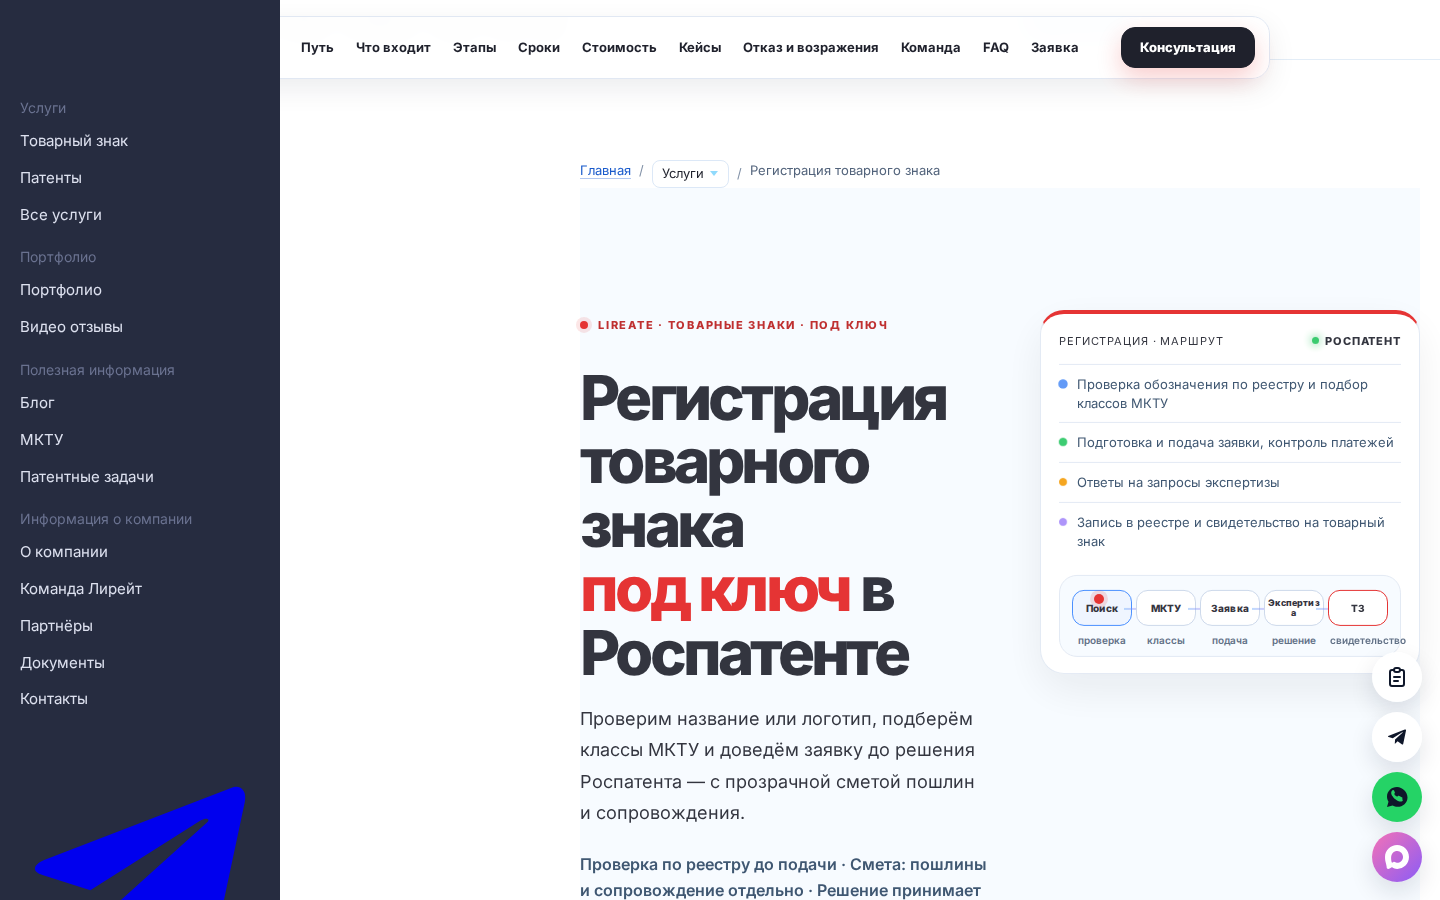 Путь Что входит Этапы Сроки Стоимость Кейсы Отказ и возражения Команда FAQ Заявка Консультация
Услуги
Товарный знак
Патенты
Все услуги
Портфолио
Портфолио
Видео отзывы
Полезная информация
Блог
МКТУ
Патентные задачи
Информация о компании
О компании
Команда Лирейт
Партнёры
Документы
Контакты
Главная / Услуги / Регистрация товарного знака
LIREATE · ТОВАРНЫЕ ЗНАКИ · ПОД КЛЮЧ
Регистрация
товарного
знака
под ключ в
Роспатенте
Проверим название или логотип, подберём
классы МКТУ и доведём заявку до решения
Роспатента — с прозрачной сметой пошлин
и сопровождения.
Проверка по реестру до подачи · Смета: пошлины
и сопровождение отдельно · Решение принимает
РЕГИСТРАЦИЯ · МАРШРУТ РОСПАТЕНТ
Проверка обозначения по реестру и подбор
классов МКТУ
Подготовка и подача заявки, контроль платежей
Ответы на запросы экспертизы
Запись в реестре и свидетельство на товарный
знак
Поиск МКТУ Заявка Экспертиз
а ТЗ
проверка классы подача решение свидетельство